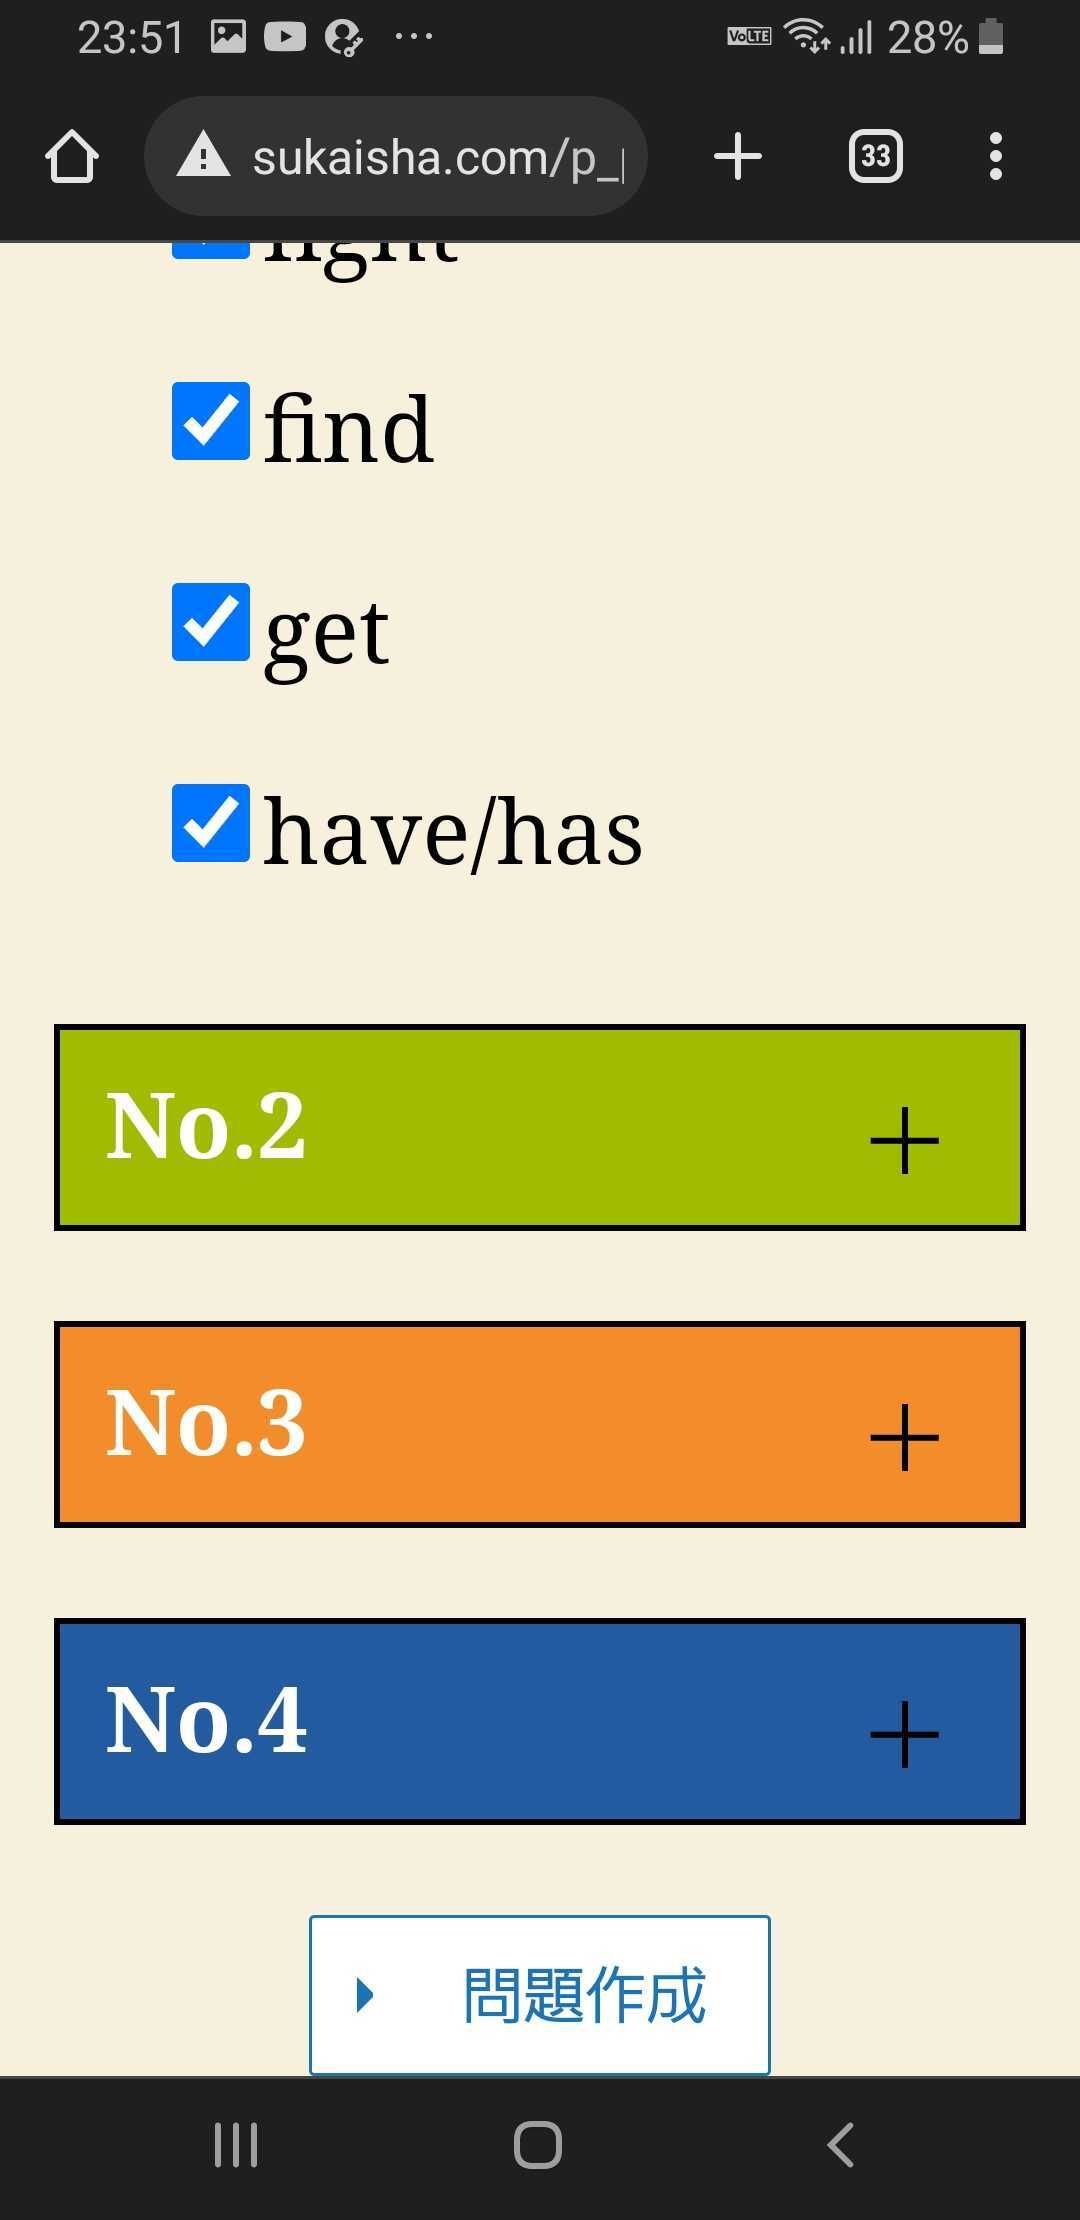 23:51 VoLTE 28%
sukaisha.com/p_ 33
find
get
have/has
No.2
No.3
No.4
問題作成